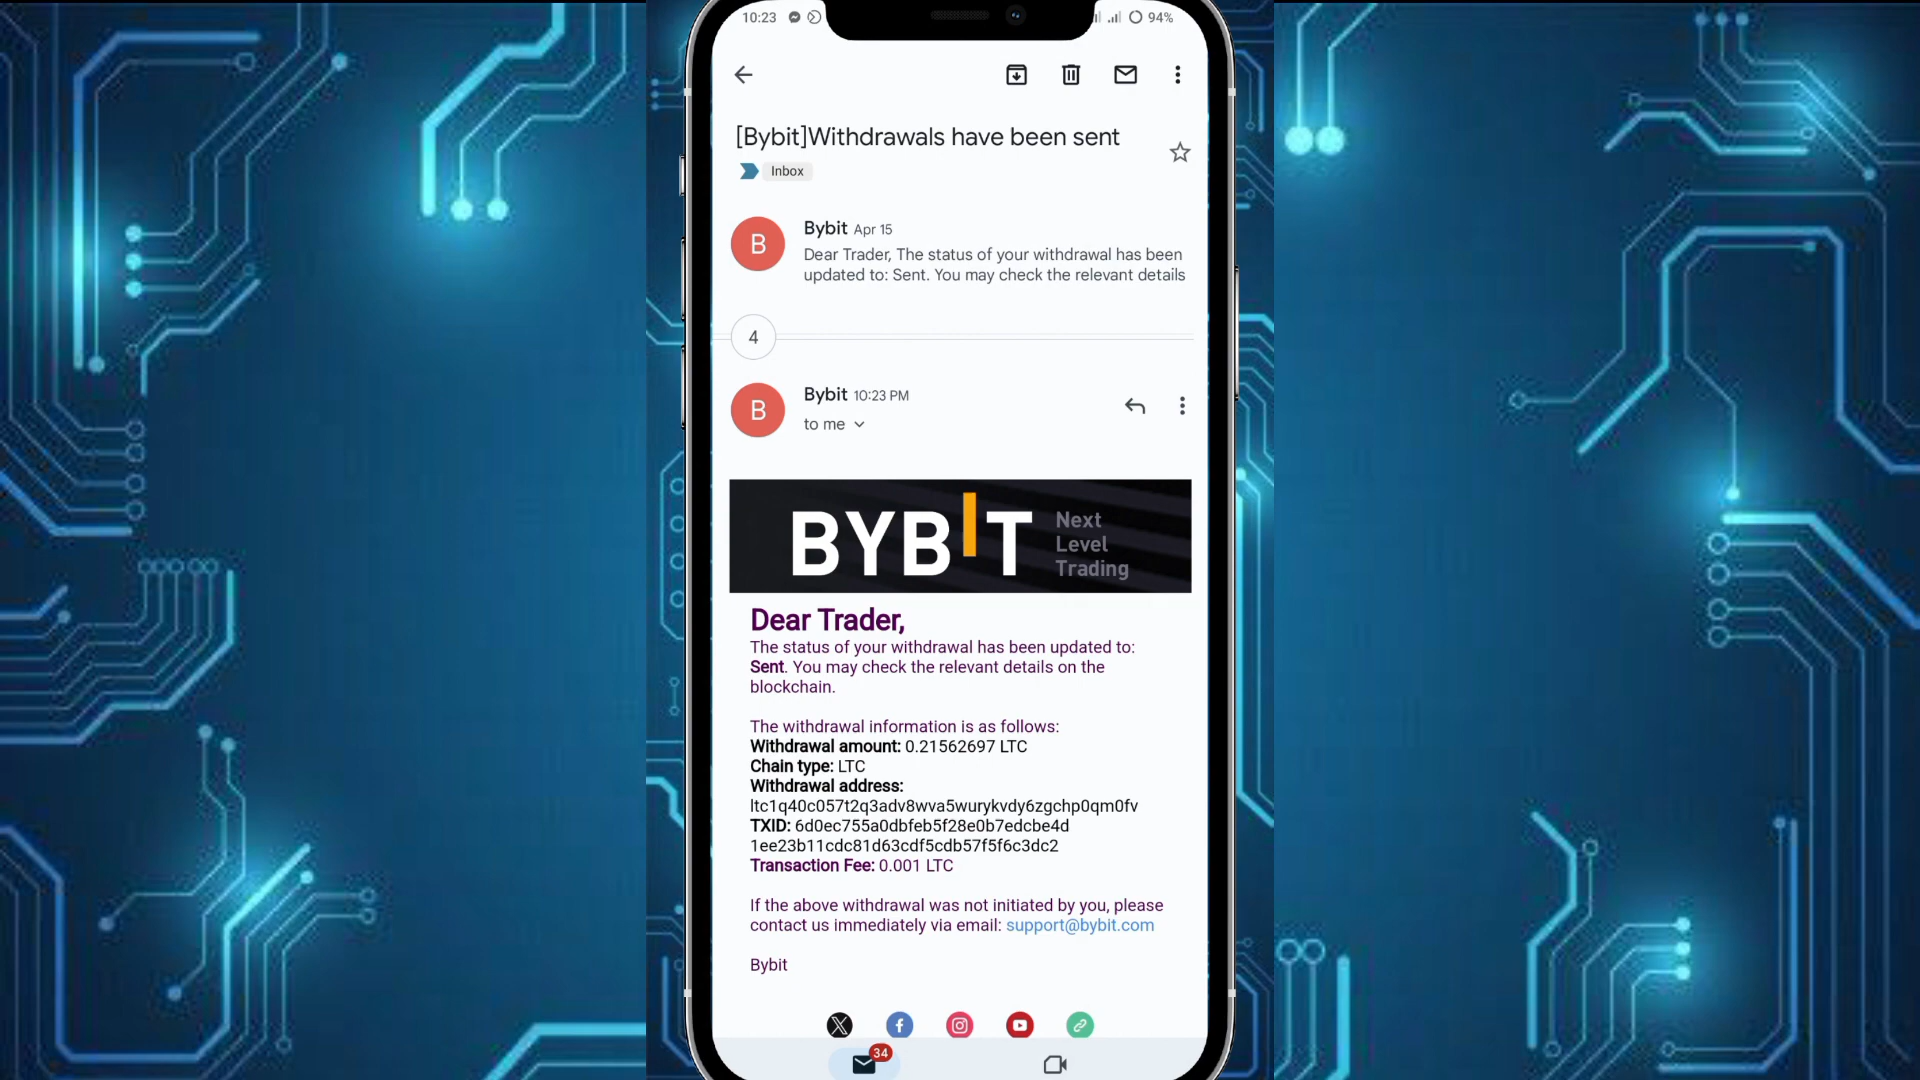 10:23
94%
[Bybit]Withdrawals have been sent
Inbox
B
Bybit Apr 15
Dear Trader, The status of your withdrawal has been
updated to: Sent. You may check the relevant details
4
B
Bybit 10:23 PM
to me
BYBIT
Next
Level
Trading
Dear Trader,
The status of your withdrawal has been updated to:
Sent. You may check the relevant details on the
blockchain.
The withdrawal information is as follows:
Withdrawal amount: 0.21562697 LTC
Chain type: LTC
Withdrawal address:
ltc1q40c057t2q3adv8wva5wurykvdy6zgchp0qm0fv
TXID: 6d0ec755a0dbfeb5f28e0b7edcbe4d
1ee23b11cdc81d63cdf5cdb57f5f6c3dc2
Transaction Fee: 0.001 LTC
If the above withdrawal was not initiated by you, please
contact us immediately via email: support@bybit.com
Bybit
34